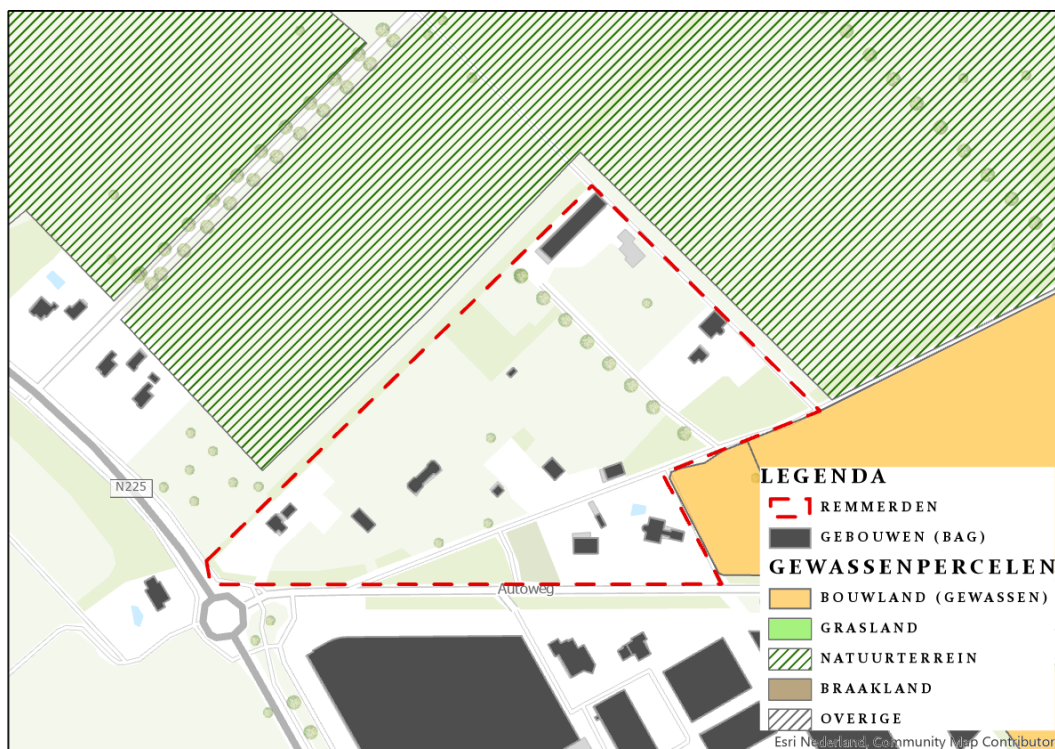 N225
Autoweg
LEGENDA
REMMERDEN
GEBOUWEN (BAG)
GEWASSENPERCELEN
BOUWLAND (GEWASSEN)
GRASLAND
NATUURTERREIN
BRAAKLAND
OVERIGE
Esri Nederland, Community Map Contributor